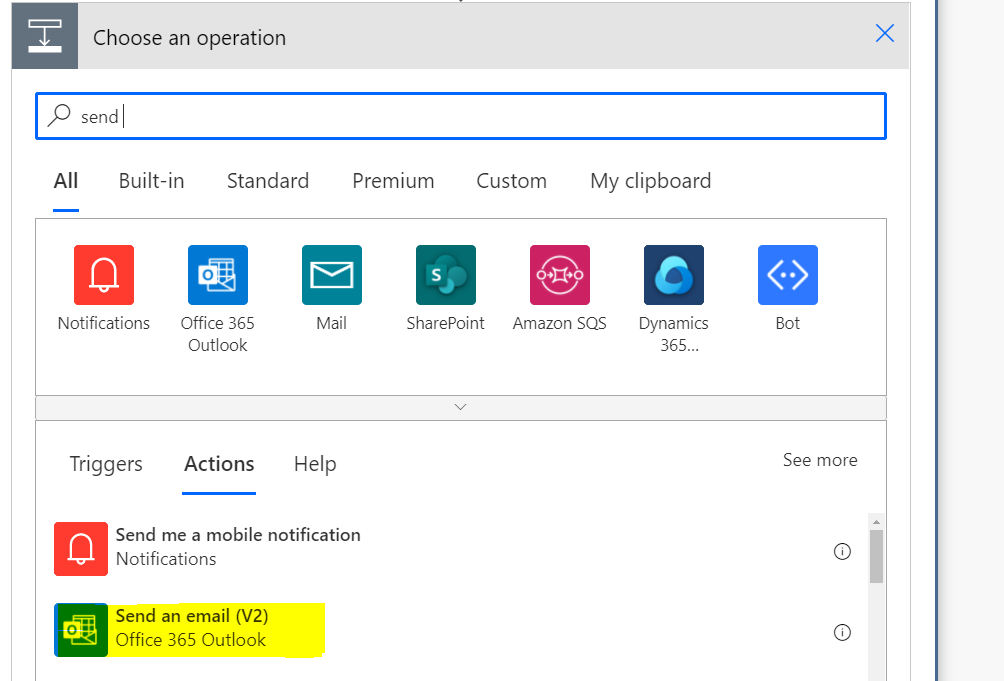 Choose an operation
send
All Built-in Standard Premium Custom My clipboard
Notifications Office 365 Outlook Mail SharePoint Amazon SQS Dynamics 365... Bot
Triggers Actions Help See more
Send me a mobile notification
Notifications
Send an email (V2)
Office 365 Outlook